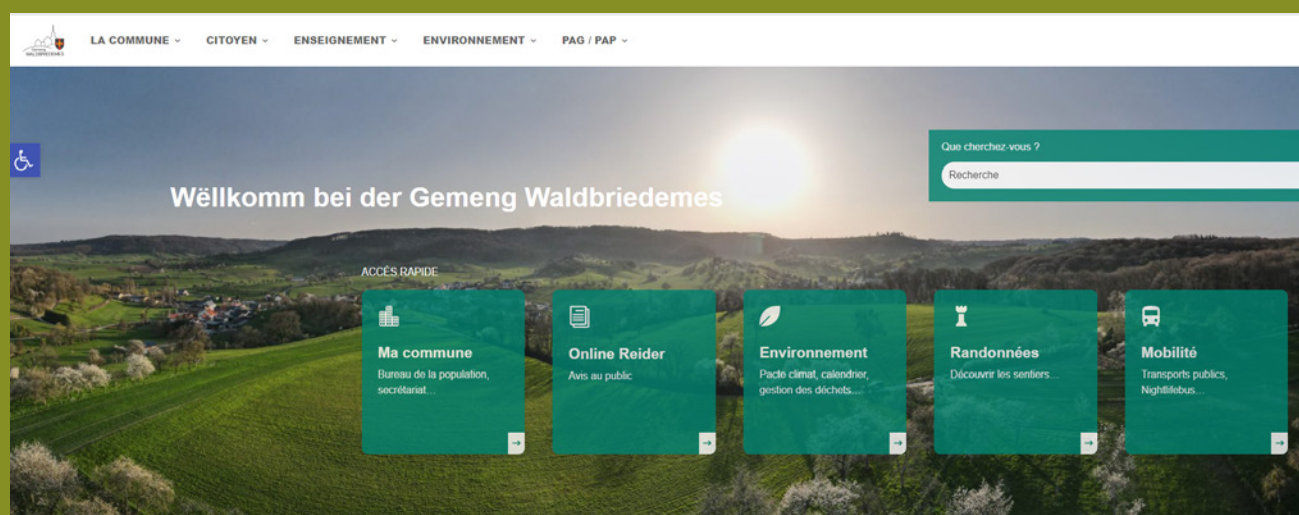 LA COMMUNE
CITOYEN
ENSEIGNEMENT
ENVIRONNEMENT
PAG / PAP
Que cherchez-vous ?
Recherche
Wëllkomm bei der Gemeng Waldbriedemes
ACCÈS RAPIDE
Ma commune
Bureau de la population,
secrétariat...
Online Reider
Avis au public
Environnement
Pacte climat, calendrier,
gestion des déchets...
Randonnées
Découvrir les sentiers...
Mobilité
Transports publics,
Nightlifebus...